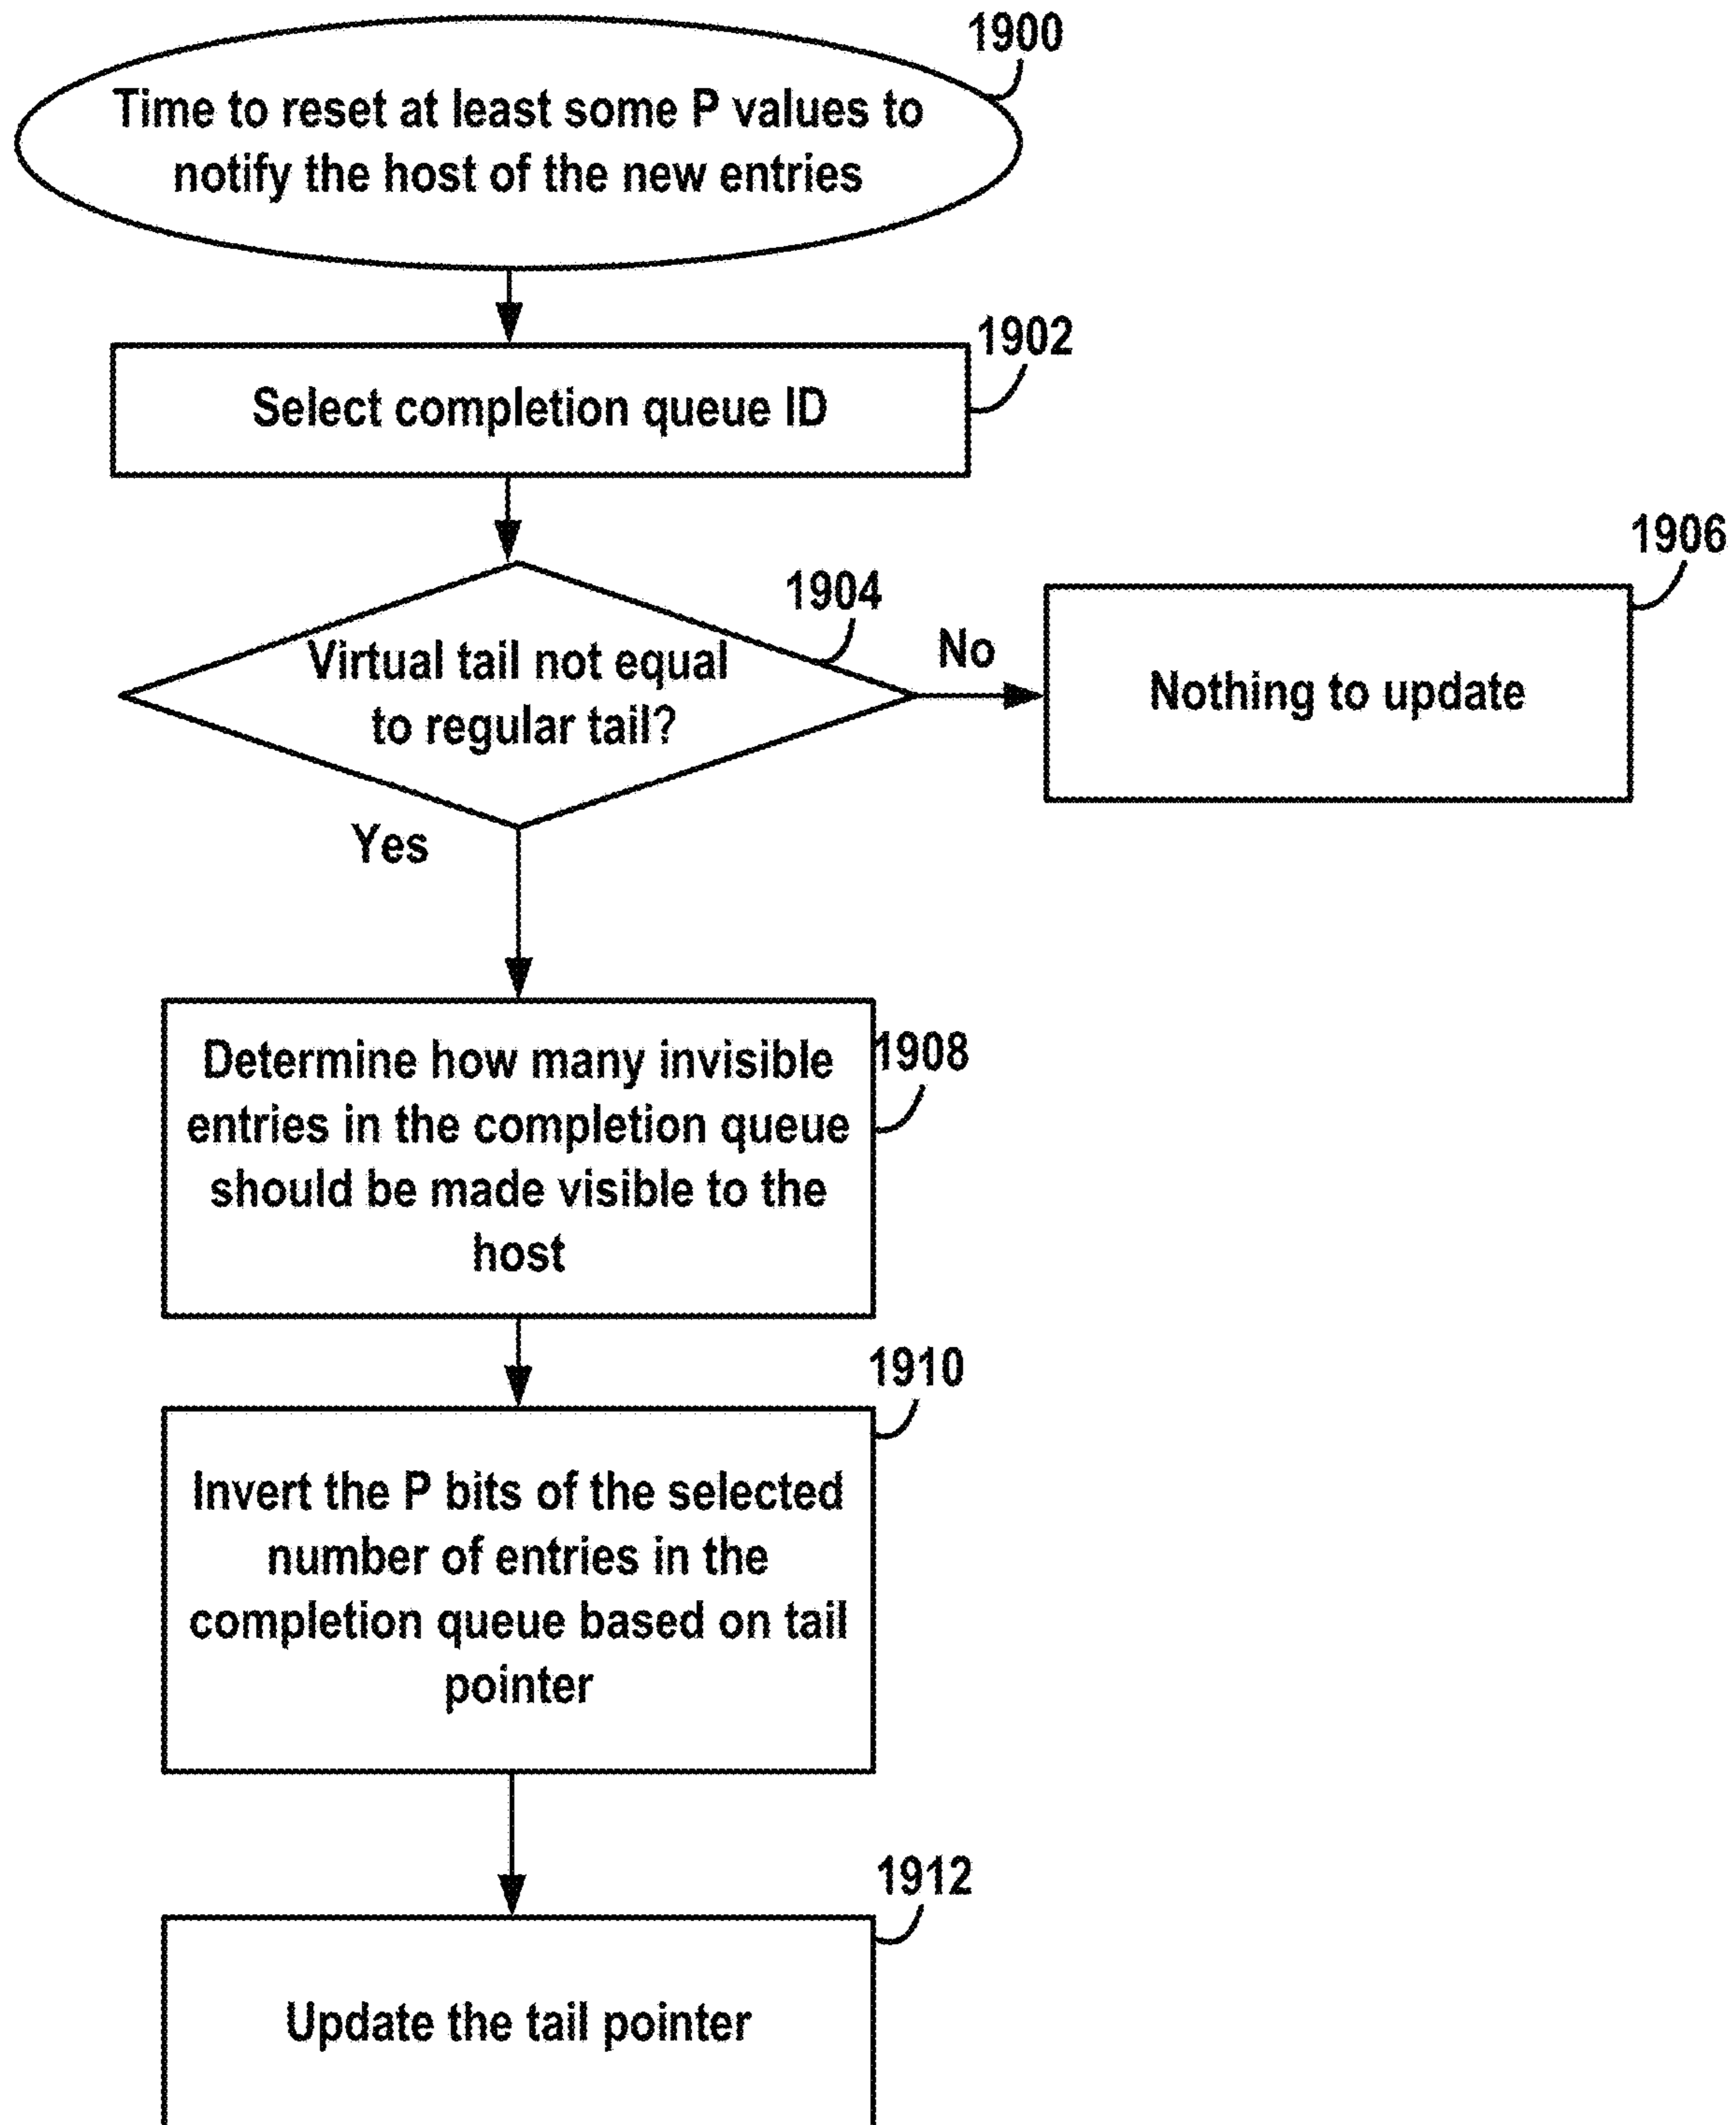 1900
Time to reset at least some P values to
notify the host of the new entries
1902
Select completion queue ID
1904
Virtual tail not equal
to regular tail?
No
1906
Nothing to update
Yes
1908
Determine how many invisible
entries in the completion queue
should be made visible to the
host
1910
Invert the P bits of the selected
number of entries in the
completion queue based on tail
pointer
1912
Update the tail pointer